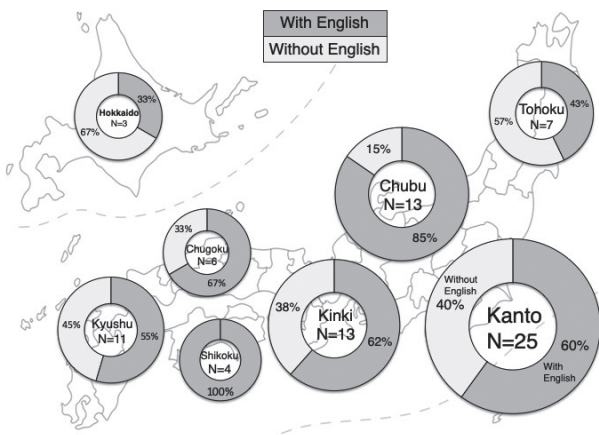 With English
Without English
Hokkaido
N=3
33%
67%
Tohoku
N=7
43%
57%
Chubu
N=13
15%
85%
Chugoku
N=6
33%
67%
Kanto
N=25
Without
English
40%
60%
With
English
Kinki
N=13
38%
62%
Kyushu
N=11
45%
55%
Shikoku
N=4
100%